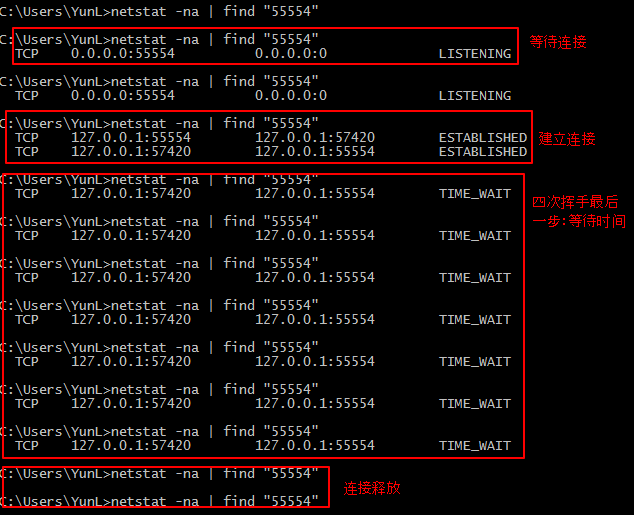 C:\Users\YunL>netstat -na | find "55554"
C:\Users\YunL>netstat -na | find "55554"
TCP 0.0.0.0:55554 0.0.0.0:0 LISTENING
等待连接
C:\Users\YunL>netstat -na | find "55554"
TCP 0.0.0.0:55554 0.0.0.0:0 LISTENING
C:\Users\YunL>netstat -na | find "55554"
TCP 127.0.0.1:55554 127.0.0.1:57420 ESTABLISHED
TCP 127.0.0.1:57420 127.0.0.1:55554 ESTABLISHED
建立连接
C:\Users\YunL>netstat -na | find "55554"
TCP 127.0.0.1:57420 127.0.0.1:55554 TIME_WAIT
四次挥手最后
一步:等待时间
C:\Users\YunL>netstat -na | find "55554"
TCP 127.0.0.1:57420 127.0.0.1:55554 TIME_WAIT
C:\Users\YunL>netstat -na | find "55554"
TCP 127.0.0.1:57420 127.0.0.1:55554 TIME_WAIT
C:\Users\YunL>netstat -na | find "55554"
TCP 127.0.0.1:57420 127.0.0.1:55554 TIME_WAIT
C:\Users\YunL>netstat -na | find "55554"
TCP 127.0.0.1:57420 127.0.0.1:55554 TIME_WAIT
C:\Users\YunL>netstat -na | find "55554"
TCP 127.0.0.1:57420 127.0.0.1:55554 TIME_WAIT
C:\Users\YunL>netstat -na | find "55554"
TCP 127.0.0.1:57420 127.0.0.1:55554 TIME_WAIT
C:\Users\YunL>netstat -na | find "55554"
连接释放
C:\Users\YunL>netstat -na | find "55554"